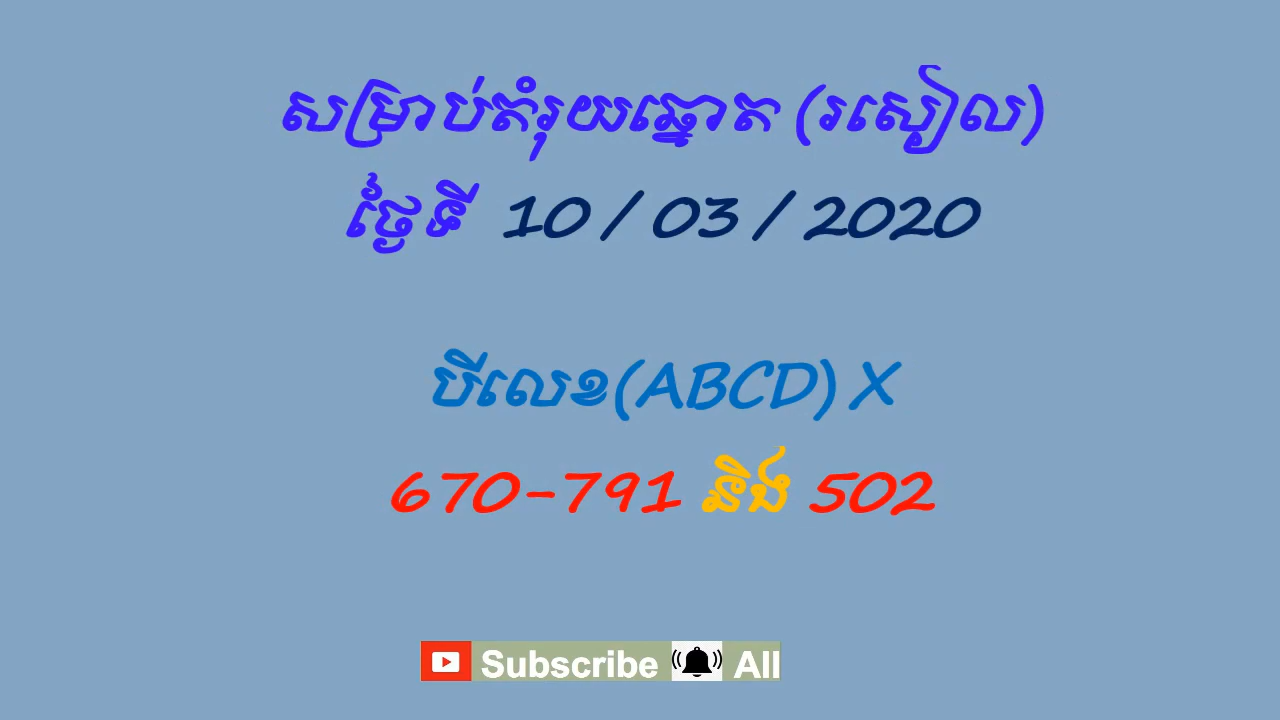 សម្រាប់តំរុយឆ្នោត (រសៀល)
ថ្ងៃទី 10 / 03 / 2020
បីលេខ(ABCD) X
670-791 និង 502
Subscribe All